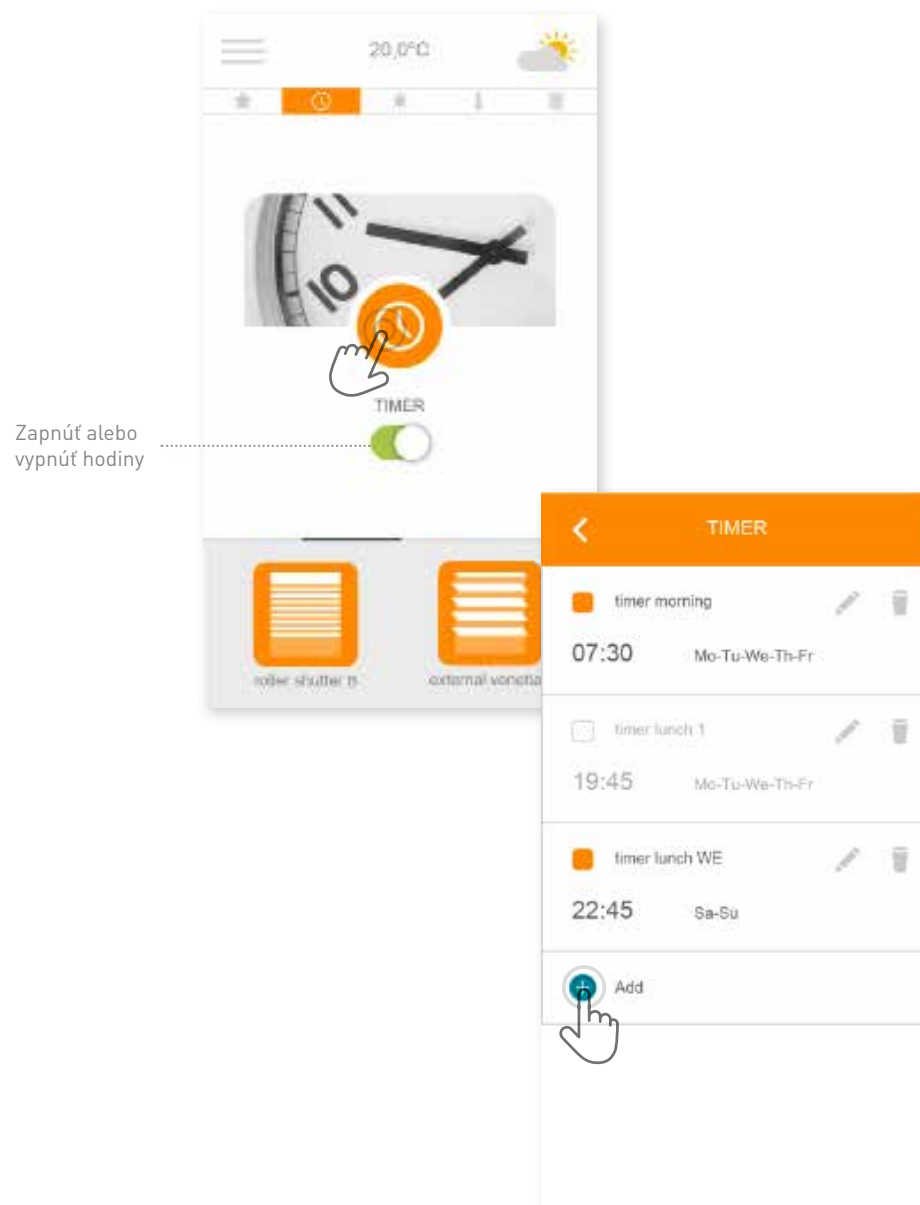 20,0°C
11
10
TIMER
Zapnúť alebo
vypnúť hodiny
roller shutter B
external venetia
TIMER
timer morning
07:30 Mo-Tu-We-Th-Fr
timer lunch 1
19:45 Mo-Tu-We-Th-Fr
timer lunch WE
22:45 Sa-Su
Add